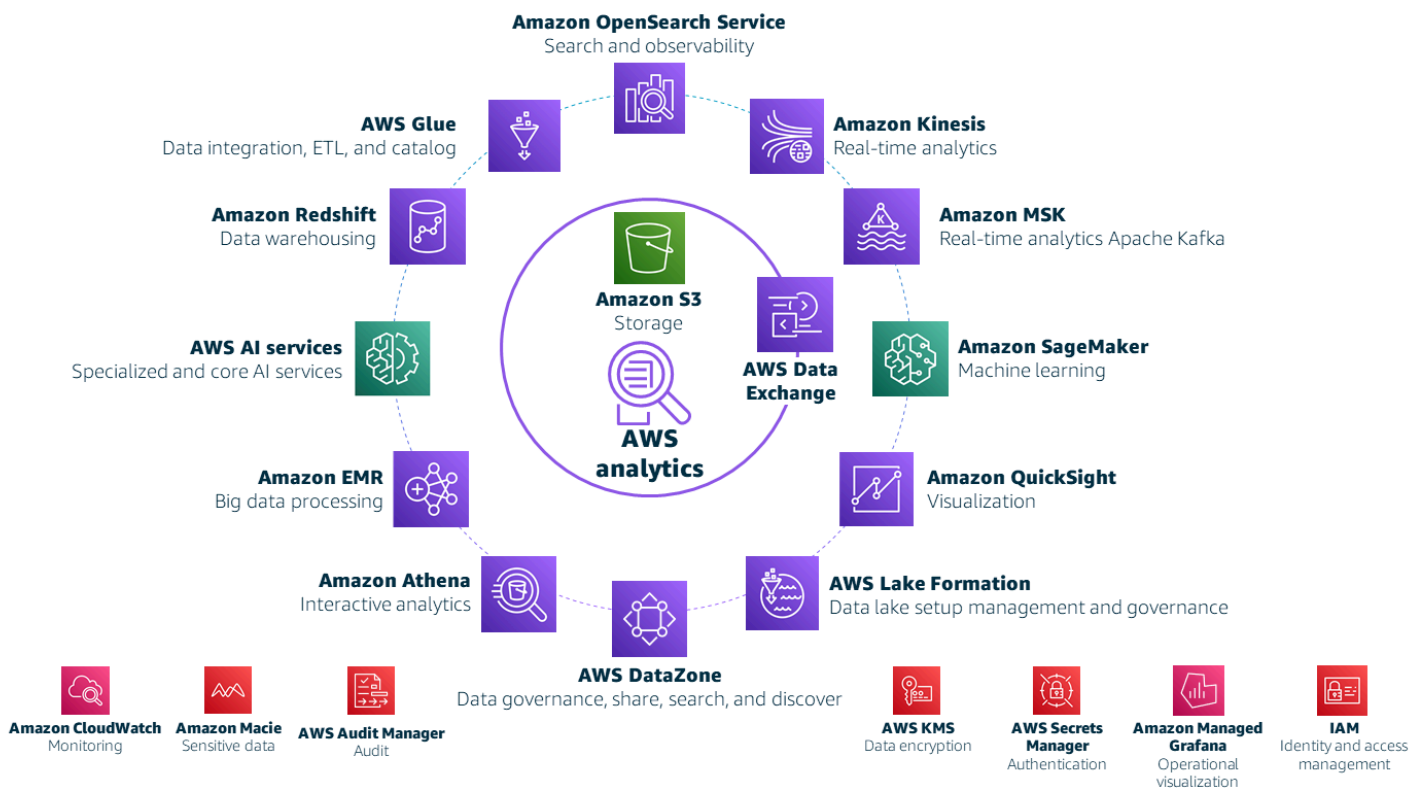 Amazon OpenSearch Service
Search and observability
AWS Glue
Data integration, ETL, and catalog
Amazon Kinesis
Real-time analytics
Amazon Redshift
Data warehousing
Amazon MSK
Real-time analytics Apache Kafka
K
Amazon S3
Storage
AWS Data
Exchange
AWS AI services
Specialized and core AI services
Amazon SageMaker
Machine learning
AWS
analytics
Amazon EMR
Big data processing
Amazon QuickSight
Visualization
Amazon Athena
Interactive analytics
AWS Lake Formation
Data lake setup management and governance
AWS DataZone
Data governance, share, search, and discover
Amazon CloudWatch
Monitoring
Amazon Macie
Sensitive data
AWS Audit Manager
Audit
AWS KMS
Data encryption
AWS Secrets
Manager
Authentication
Amazon Managed
Grafana
Operational
visualization
IAM
Identity and access
management